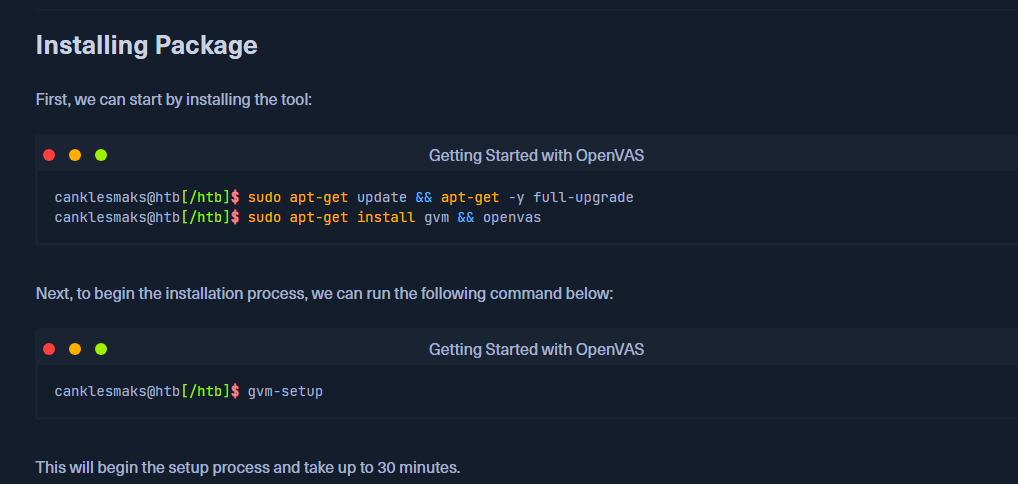 Installing Package
First, we can start by installing the tool:
Getting Started with OpenVAS
canklesmaks@htb[/htb]$ sudo apt-get update && apt-get -y full-upgrade
canklesmaks@htb[/htb]$ sudo apt-get install gvm && openvas
Next, to begin the installation process, we can run the following command below:
Getting Started with OpenVAS
canklesmaks@htb[/htb]$ gvm-setup
This will begin the setup process and take up to 30 minutes.